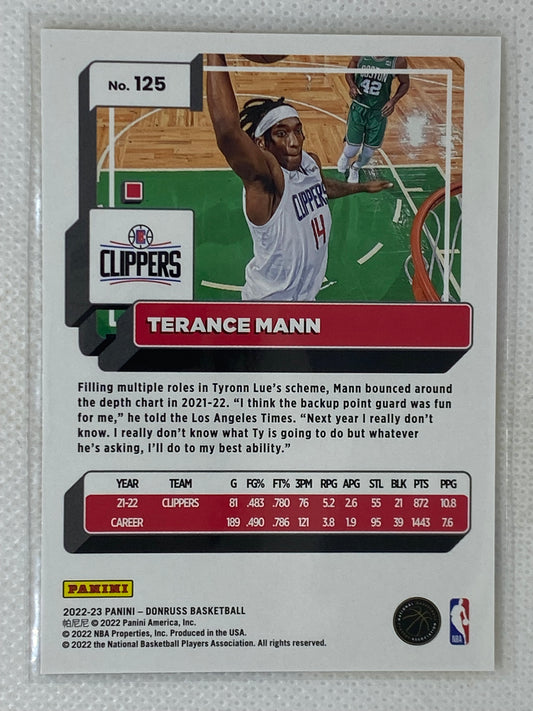 No. 125
BOSTON
42
CLIPPERS
14
CLIPPERS
TERANCE MANN
Filling multiple roles in Tyronn Lue's scheme, Mann bounced around
the depth chart in 2021-22. “I think the backup point guard was fun
for me,” he told the Los Angeles Times. “Next year I really don't
know. I really don't know what Ty is going to do but whatever
he's asking, I'll do to my best ability.”
YEAR TEAM G FG% FT% 3PM RPG APG STL BLK PTS PPG
21-22 CLIPPERS 81 .483 .780 76 5.2 2.6 55 21 872 10.8
CAREER 189 .490 .786 121 3.8 1.9 95 39 1443 7.6
PANINI
2022-23 PANINI – DONRUSS BASKETBALL
帕尼尼 © 2022 Panini America, Inc.
© 2022 NBA Properties, Inc. Produced in the USA.
© 2022 the National Basketball Players Association. All rights reserved.
NBA